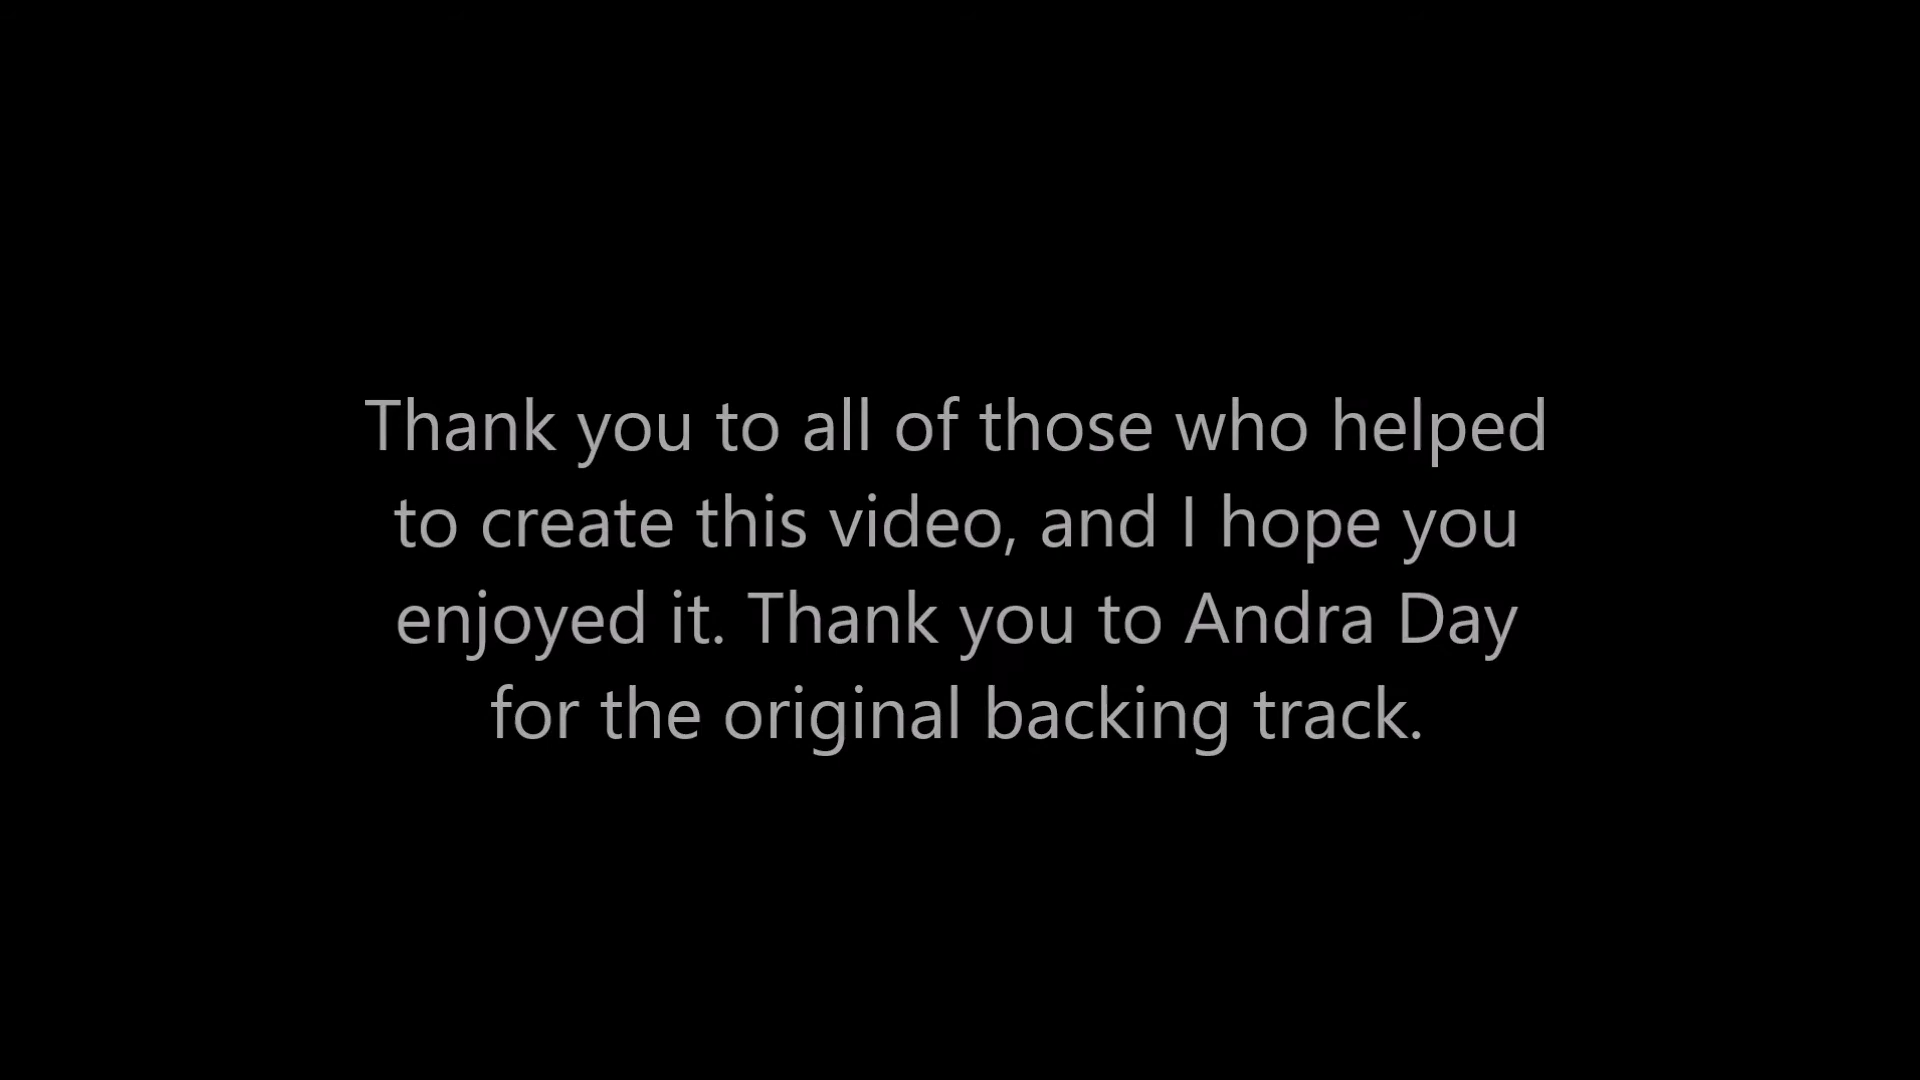 Thank you to all of those who helped
to create this video, and I hope you
enjoyed it. Thank you to Andra Day
for the original backing track.